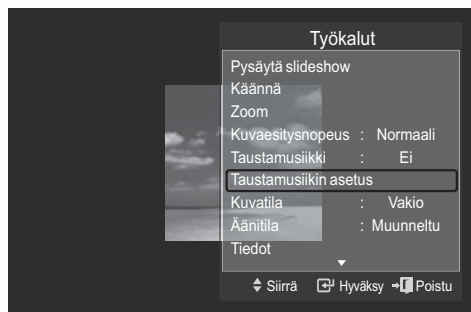 Työkalut
Pysäytä slideshow
Käännä
Zoom
Kuvaesitysnopeus : Normaali
Taustamusiikki : Ei
Taustamusiikin asetus
Kuvatila : Vakio
Äänitila : Muunneltu
Tiedot
Siirrä Hyväksy Poistu